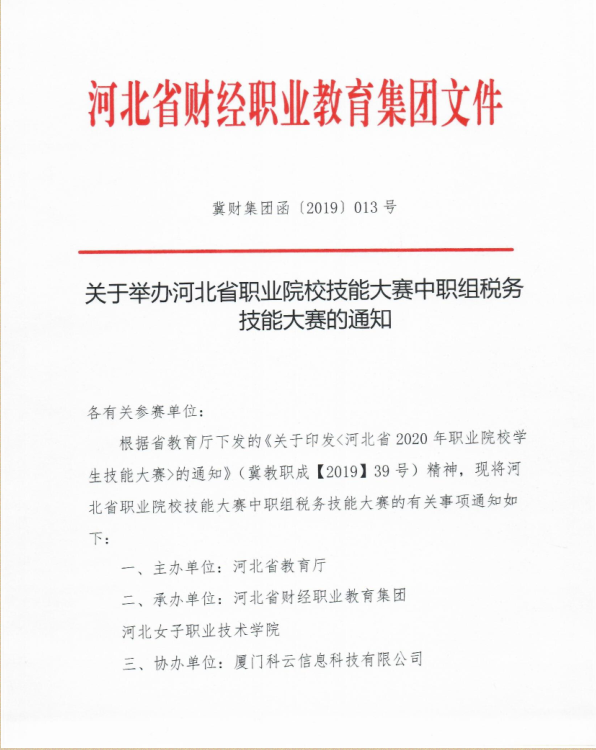 河北省财经职业教育集团文件
冀财集团函〔2019〕013 号
关于举办河北省职业院校技能大赛中职组税务
技能大赛的通知
各有关参赛单位：
根据省教育厅下发的《关于印发<河北省 2020 年职业院校学
生技能大赛>的通知》（冀教职成【2019】39 号）精神，现将河
北省职业院校技能大赛中职组税务技能大赛的有关事项通知如
下：
一、主办单位：河北省教育厅
二、承办单位：河北省财经职业教育集团
河北女子职业技术学院
三、协办单位：厦门科云信息科技有限公司